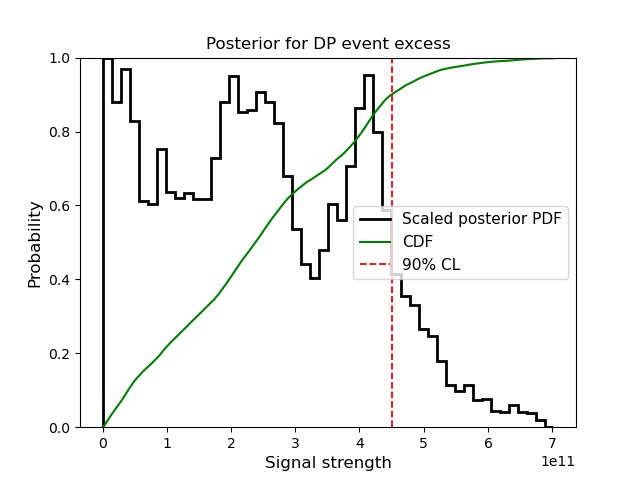 Posterior for DP event excess
Probability
1.0
0.8
0.6
0.4
0.2
0.0
Scaled posterior PDF
CDF
90% CL
0 1 2 3 4 5 6 7
1e11
Signal strength